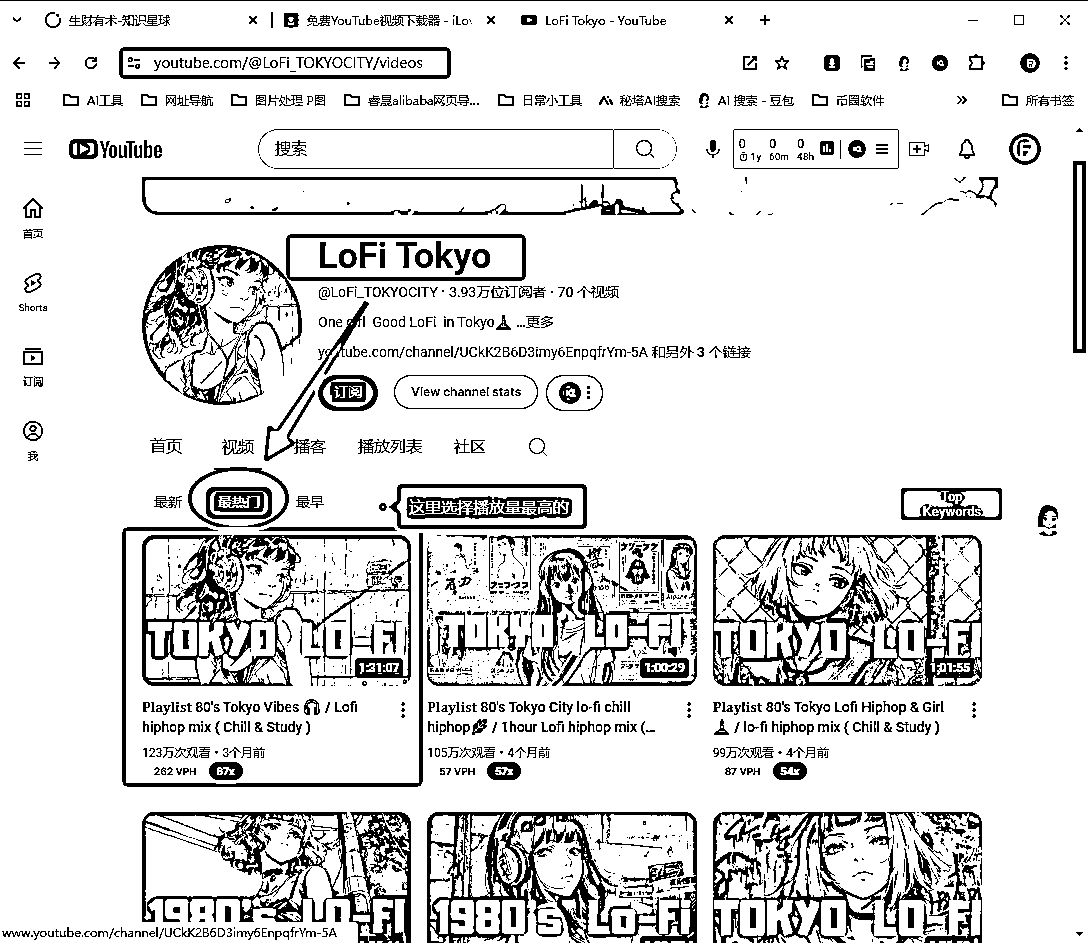 生财有术-知识星球
免费YouTube视频下载器 - iLov
LoFi Tokyo - YouTube
youtube.com/@LoFi_TOKYOCITY/videos
AI工具 网址导航 图片处理 P图 睿晟alibaba网页导... 日常小工具 秘塔AI搜索 AI 搜索 - 豆包 币圈软件 » 所有书签
YouTube
搜索
0 0 0
1y 60m 48h
首页
Shorts
订阅
我
LoFi Tokyo
@LoFi_TOKYOCITY · 3.93万位订阅者 · 70 个视频
One girl Good LoFi in Tokyo ...更多
youtube.com/channel/UCkK2B6D3imy6EnpqfrYm-5A 和另外 3 个链接
订阅 View channel stats
首页 视频 播客 播放列表 社区
最新 最热门 最早
这里选择播放量最高的
Top
Keywords
TOKYO LO-FI
1:21:07
TOKYO LO-FI
1:00:29
TOKYO LO-FI
1:01:55
Playlist 80's Tokyo Vibes 🎧 / Lofi
hiphop mix ( Chill & Study )
123万次观看 · 3个月前
262 VPH 67x
Playlist 80's Tokyo City lo-fi chill
hiphop / 1hour Lofi hiphop mix (...
105万次观看 · 4个月前
57 VPH 57x
Playlist 80's Tokyo Lofi Hiphop & Girl
🗼 / lo-fi hiphop mix ( Chill & Study )
99万次观看 · 4个月前
87 VPH 54x
1980's LO-FI
1980's LO-FI
TOKYO LO-FI
www.youtube.com/channel/UCkK2B6D3imy6EnpqfrYm-5A